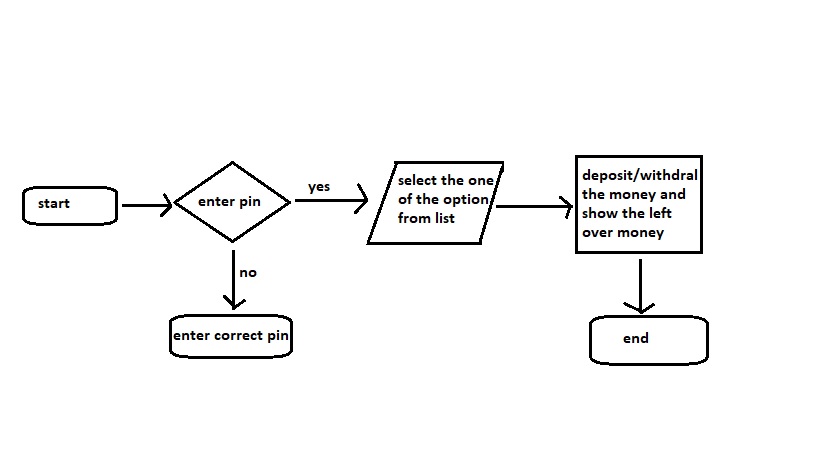 start
enter pin
yes
no
enter correct pin
select the one
of the option
from list
deposit/withdral
the money and
show the left
over money
end